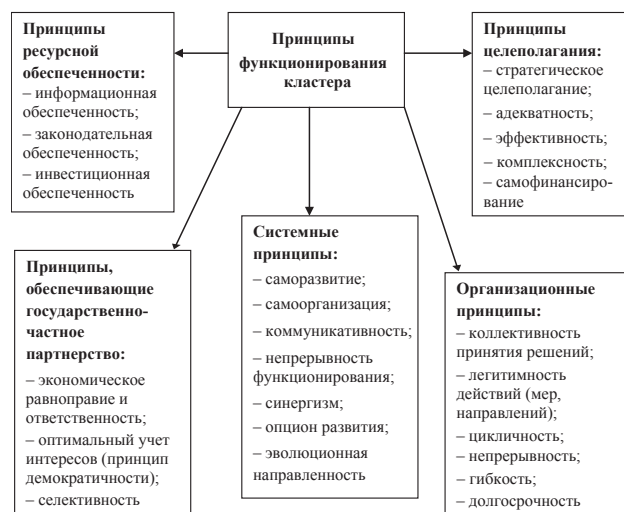 Принципы
ресурсной
обеспеченности:
– информационная
обеспеченность;
– законодательная
обеспеченность;
– инвестиционная
обеспеченность
Принципы
функционирования
кластера
Принципы
целеполагания:
– стратегическое
целеполагание;
– адекватность;
– эффективность;
– комплексность;
– самофинансиро-
вание
Принципы,
обеспечивающие
государственно-
частное
партнерство:
– экономическое
равноправие и
ответственность;
– оптимальный учет
интересов (принцип
демократичности);
– селективность
Системные
принципы:
– саморазвитие;
– самоорганизация;
– коммуникативность;
– непрерывность
функционирования;
– синергизм;
– опцион развития;
– эволюционная
направленность
Организационные
принципы:
– коллективность
принятия решений;
– легитимность
действий (мер,
направлений);
– цикличность;
– непрерывность;
– гибкость;
– долгосрочность